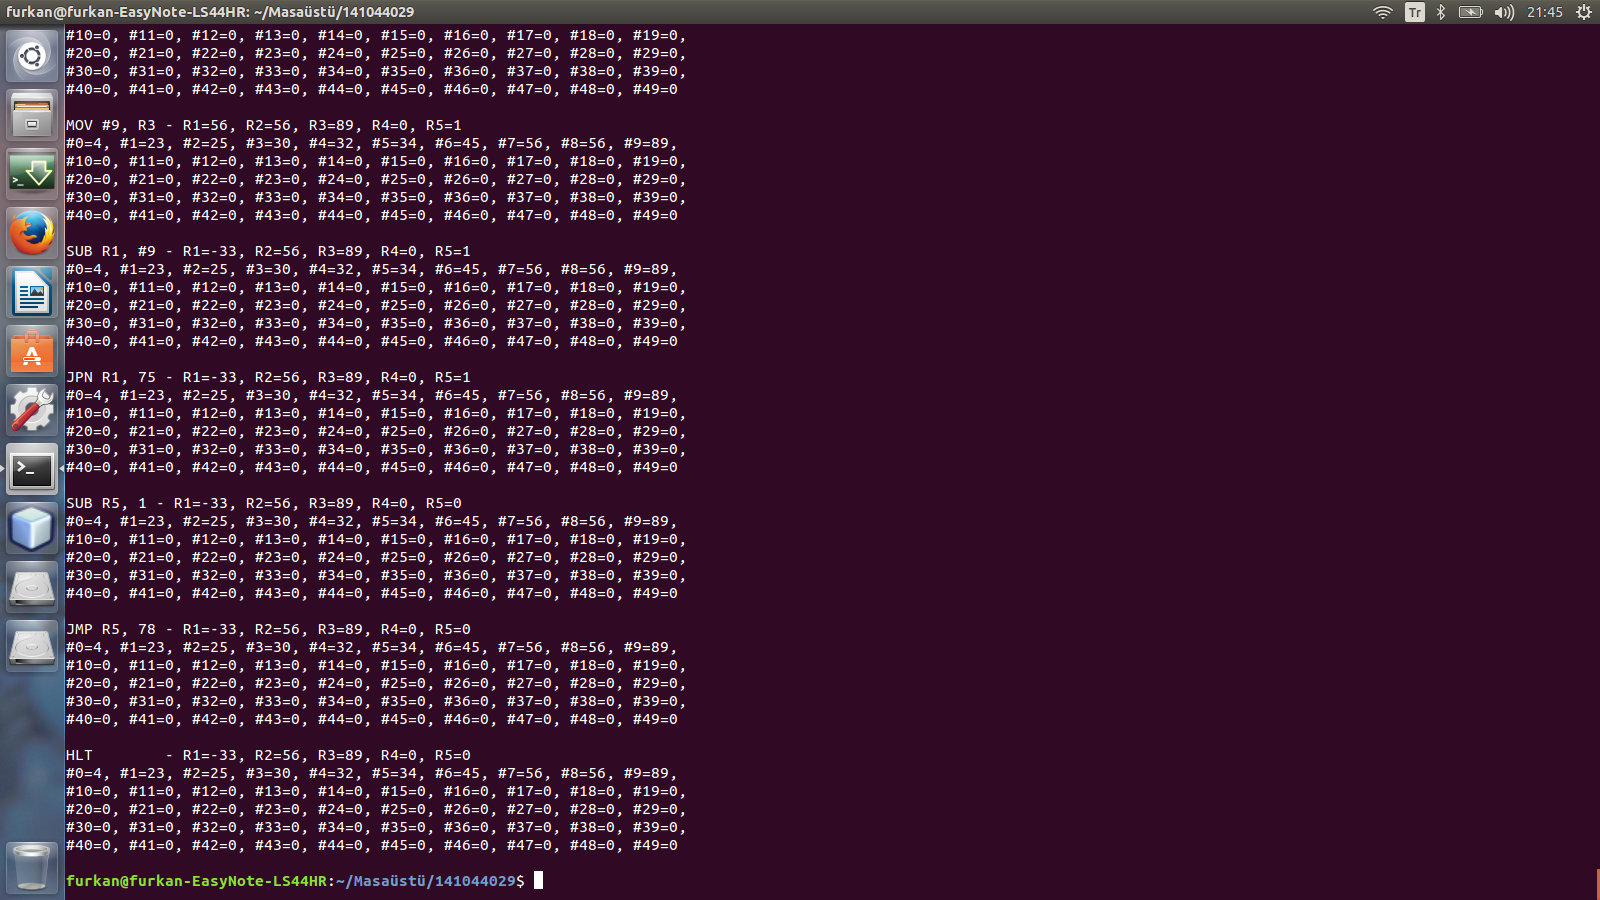 furkan@furkan-EasyNote-LS44HR: ~/Masaüstü/141044029
Tr
21:45
#10=0, #11=0, #12=0, #13=0, #14=0, #15=0, #16=0, #17=0, #18=0, #19=0,
#20=0, #21=0, #22=0, #23=0, #24=0, #25=0, #26=0, #27=0, #28=0, #29=0,
#30=0, #31=0, #32=0, #33=0, #34=0, #35=0, #36=0, #37=0, #38=0, #39=0,
#40=0, #41=0, #42=0, #43=0, #44=0, #45=0, #46=0, #47=0, #48=0, #49=0
MOV #9, R3 - R1=56, R2=56, R3=89, R4=0, R5=1
#0=4, #1=23, #2=25, #3=30, #4=32, #5=34, #6=45, #7=56, #8=56, #9=89,
#10=0, #11=0, #12=0, #13=0, #14=0, #15=0, #16=0, #17=0, #18=0, #19=0,
#20=0, #21=0, #22=0, #23=0, #24=0, #25=0, #26=0, #27=0, #28=0, #29=0,
#30=0, #31=0, #32=0, #33=0, #34=0, #35=0, #36=0, #37=0, #38=0, #39=0,
#40=0, #41=0, #42=0, #43=0, #44=0, #45=0, #46=0, #47=0, #48=0, #49=0
SUB R1, #9 - R1=-33, R2=56, R3=89, R4=0, R5=1
#0=4, #1=23, #2=25, #3=30, #4=32, #5=34, #6=45, #7=56, #8=56, #9=89,
#10=0, #11=0, #12=0, #13=0, #14=0, #15=0, #16=0, #17=0, #18=0, #19=0,
#20=0, #21=0, #22=0, #23=0, #24=0, #25=0, #26=0, #27=0, #28=0, #29=0,
#30=0, #31=0, #32=0, #33=0, #34=0, #35=0, #36=0, #37=0, #38=0, #39=0,
#40=0, #41=0, #42=0, #43=0, #44=0, #45=0, #46=0, #47=0, #48=0, #49=0
JPN R1, 75 - R1=-33, R2=56, R3=89, R4=0, R5=1
#0=4, #1=23, #2=25, #3=30, #4=32, #5=34, #6=45, #7=56, #8=56, #9=89,
#10=0, #11=0, #12=0, #13=0, #14=0, #15=0, #16=0, #17=0, #18=0, #19=0,
#20=0, #21=0, #22=0, #23=0, #24=0, #25=0, #26=0, #27=0, #28=0, #29=0,
#30=0, #31=0, #32=0, #33=0, #34=0, #35=0, #36=0, #37=0, #38=0, #39=0,
#40=0, #41=0, #42=0, #43=0, #44=0, #45=0, #46=0, #47=0, #48=0, #49=0
SUB R5, 1 - R1=-33, R2=56, R3=89, R4=0, R5=0
#0=4, #1=23, #2=25, #3=30, #4=32, #5=34, #6=45, #7=56, #8=56, #9=89,
#10=0, #11=0, #12=0, #13=0, #14=0, #15=0, #16=0, #17=0, #18=0, #19=0,
#20=0, #21=0, #22=0, #23=0, #24=0, #25=0, #26=0, #27=0, #28=0, #29=0,
#30=0, #31=0, #32=0, #33=0, #34=0, #35=0, #36=0, #37=0, #38=0, #39=0,
#40=0, #41=0, #42=0, #43=0, #44=0, #45=0, #46=0, #47=0, #48=0, #49=0
JMP R5, 78 - R1=-33, R2=56, R3=89, R4=0, R5=0
#0=4, #1=23, #2=25, #3=30, #4=32, #5=34, #6=45, #7=56, #8=56, #9=89,
#10=0, #11=0, #12=0, #13=0, #14=0, #15=0, #16=0, #17=0, #18=0, #19=0,
#20=0, #21=0, #22=0, #23=0, #24=0, #25=0, #26=0, #27=0, #28=0, #29=0,
#30=0, #31=0, #32=0, #33=0, #34=0, #35=0, #36=0, #37=0, #38=0, #39=0,
#40=0, #41=0, #42=0, #43=0, #44=0, #45=0, #46=0, #47=0, #48=0, #49=0
HLT - R1=-33, R2=56, R3=89, R4=0, R5=0
#0=4, #1=23, #2=25, #3=30, #4=32, #5=34, #6=45, #7=56, #8=56, #9=89,
#10=0, #11=0, #12=0, #13=0, #14=0, #15=0, #16=0, #17=0, #18=0, #19=0,
#20=0, #21=0, #22=0, #23=0, #24=0, #25=0, #26=0, #27=0, #28=0, #29=0,
#30=0, #31=0, #32=0, #33=0, #34=0, #35=0, #36=0, #37=0, #38=0, #39=0,
#40=0, #41=0, #42=0, #43=0, #44=0, #45=0, #46=0, #47=0, #48=0, #49=0
furkan@furkan-EasyNote-LS44HR:~/Masaüstü/141044029$